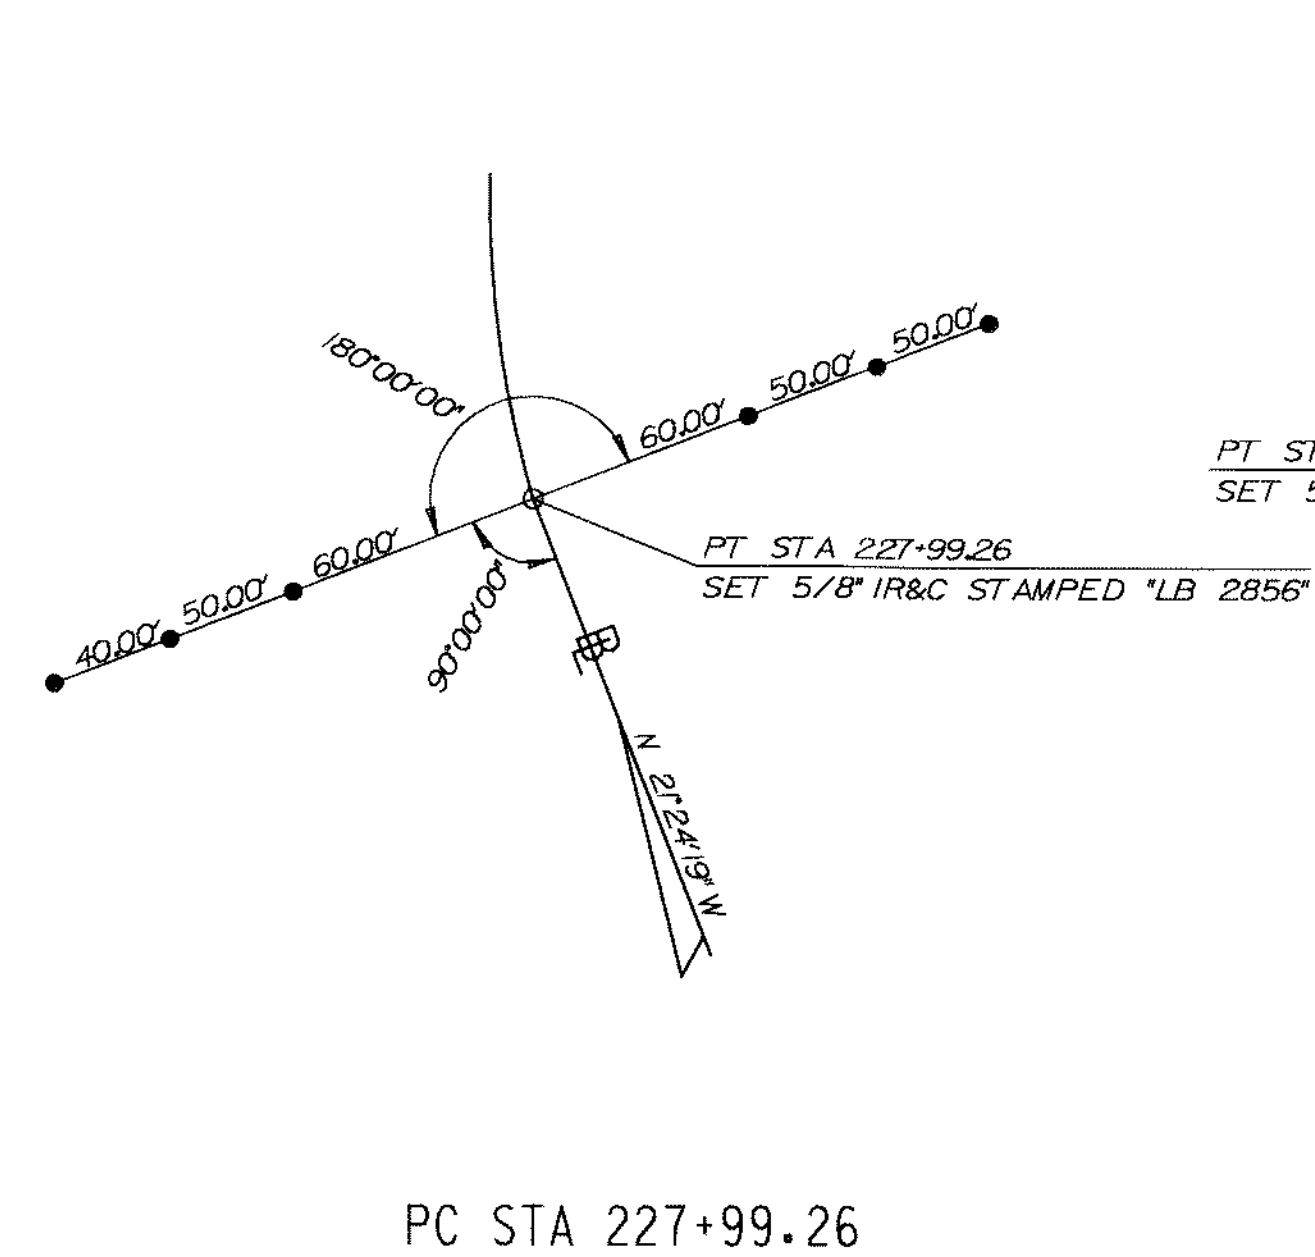 180°00'00"
50.00'
50.00'
60.00'
PT ST
SET 5
60.00'
50.00'
40.00'
PT STA 227+99.26
SET 5/8" IR&C STAMPED "LB 2856"
90°00'00"
BL
N 21°24'19" W
PC STA 227+99.26